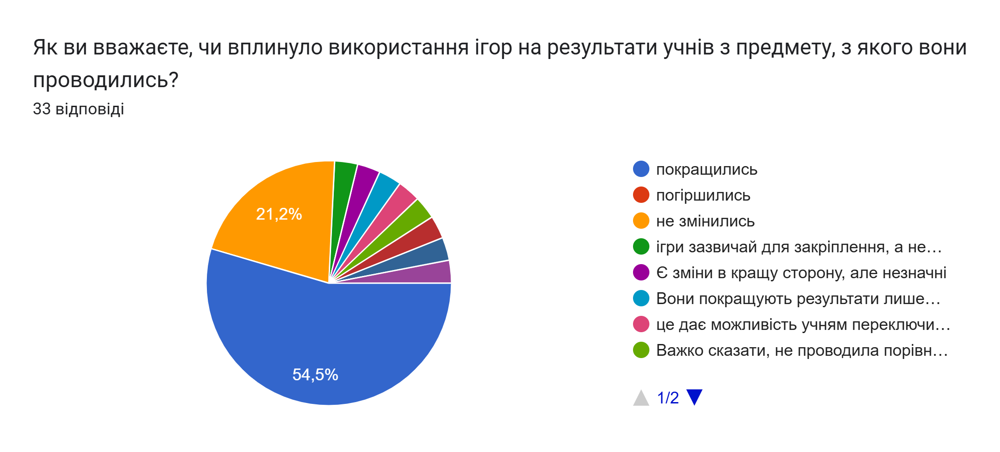 Як ви вважаєте, чи вплинуло використання ігор на результати учнів з предмету, з якого вони
проводились?
33 відповіді
21,2%
54,5%
покращились
погіршились
не змінились
ігри зазвичай для закріплення, а не…
Є зміни в кращу сторону, але незначні
Вони покращують результати лише…
це дає можливість учням переключи…
Важко сказати, не проводила порівн…
1/2